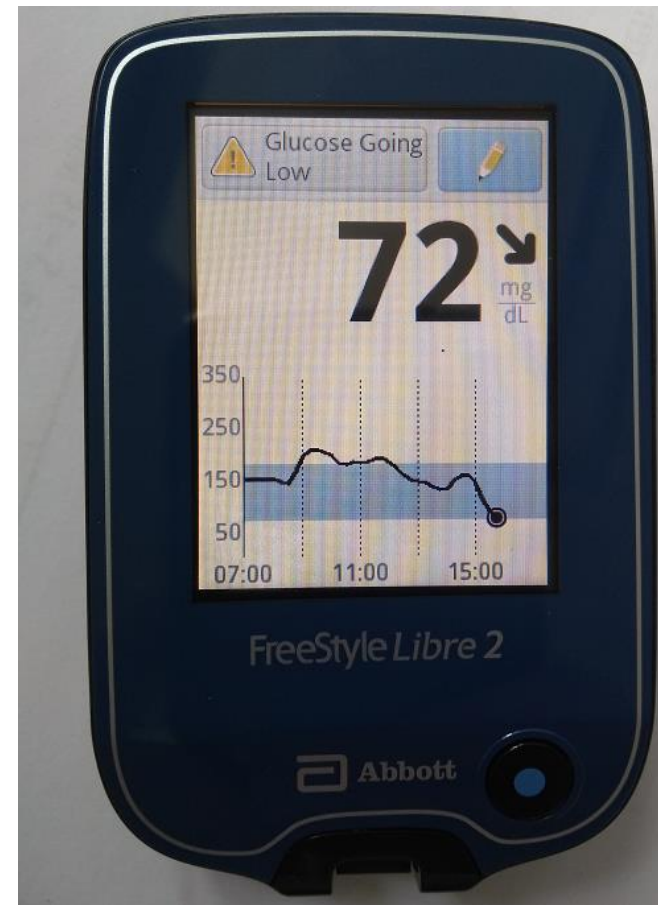 Glucose Going
Low
72
mg
dL
350
250
150
50
07:00 11:00 15:00
FreeStyle Libre 2
Abbott